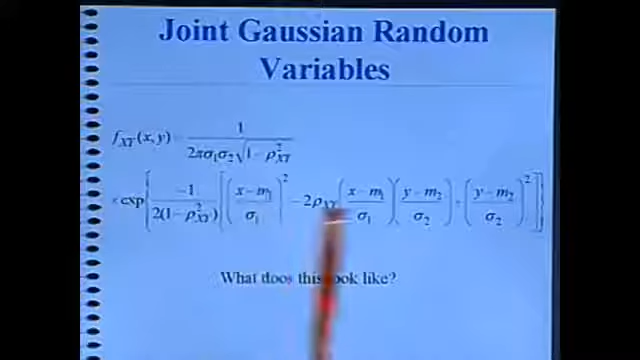 Joint Gaussian Random
Variables
f_XY(x, y) = 1 / (2πσ₁σ₂√(1 − ρ²_XY))
× exp{ −1 / (2(1 − ρ²_XY)) [ ((x − m₁)/σ₁)² − 2ρ_XY ((x − m₁)/σ₁)((y − m₂)/σ₂) + ((y − m₂)/σ₂)² ] }
What does this look like?